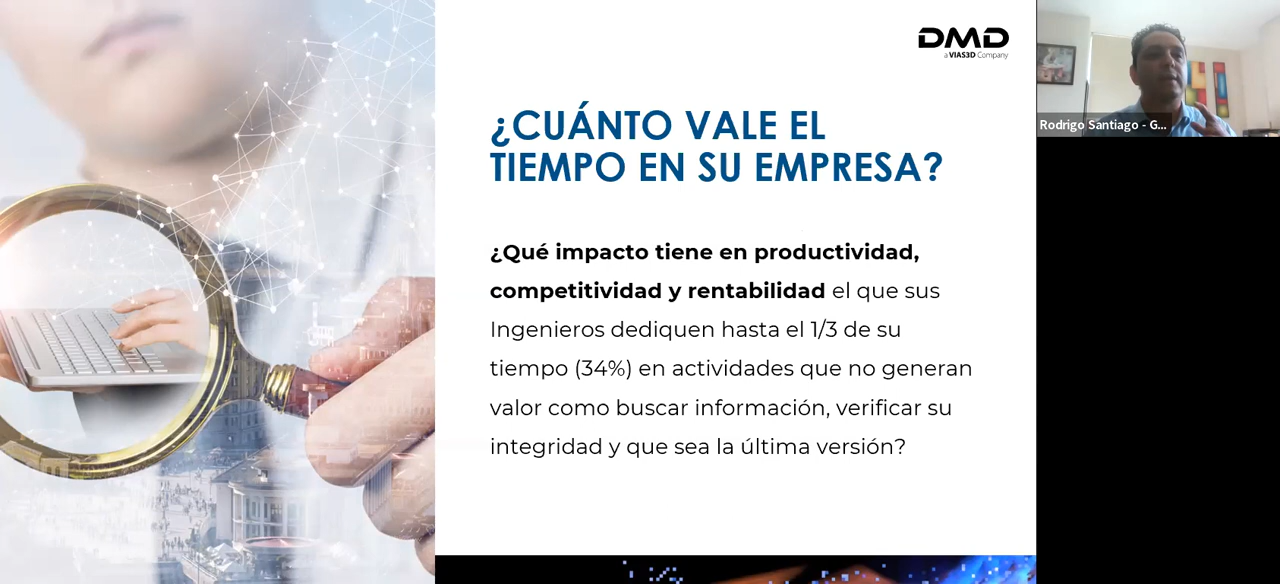 DMD
a VIAS3D Company
¿CUÁNTO VALE EL
TIEMPO EN SU EMPRESA?
¿Qué impacto tiene en productividad,
competitividad y rentabilidad el que sus
Ingenieros dediquen hasta el 1/3 de su
tiempo (34%) en actividades que no generan
valor como buscar información, verificar su
integridad y que sea la última versión?
Rodrigo Santiago - G...